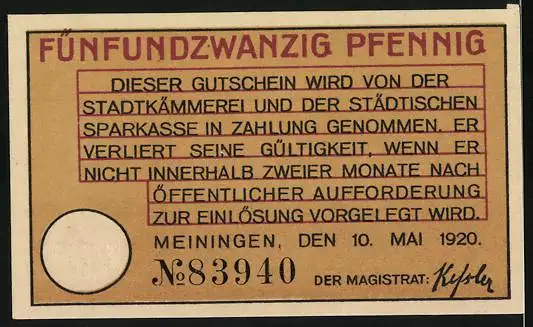 FÜNFUNDZWANZIG PFENNIG
DIESER GUTSCHEIN WIRD VON DER
STADTKÄMMEREI UND DER STÄDTISCHEN
SPARKASSE IN ZAHLUNG GENOMMEN. ER
VERLIERT SEINE GÜLTIGKEIT, WENN ER
NICHT INNERHALB ZWEIER MONATE NACH
ÖFFENTLICHER AUFFORDERUNG
ZUR EINLÖSUNG VORGELEGT WIRD.
MEININGEN, DEN 10. MAI 1920.
№83940 DER MAGISTRAT: Keßler